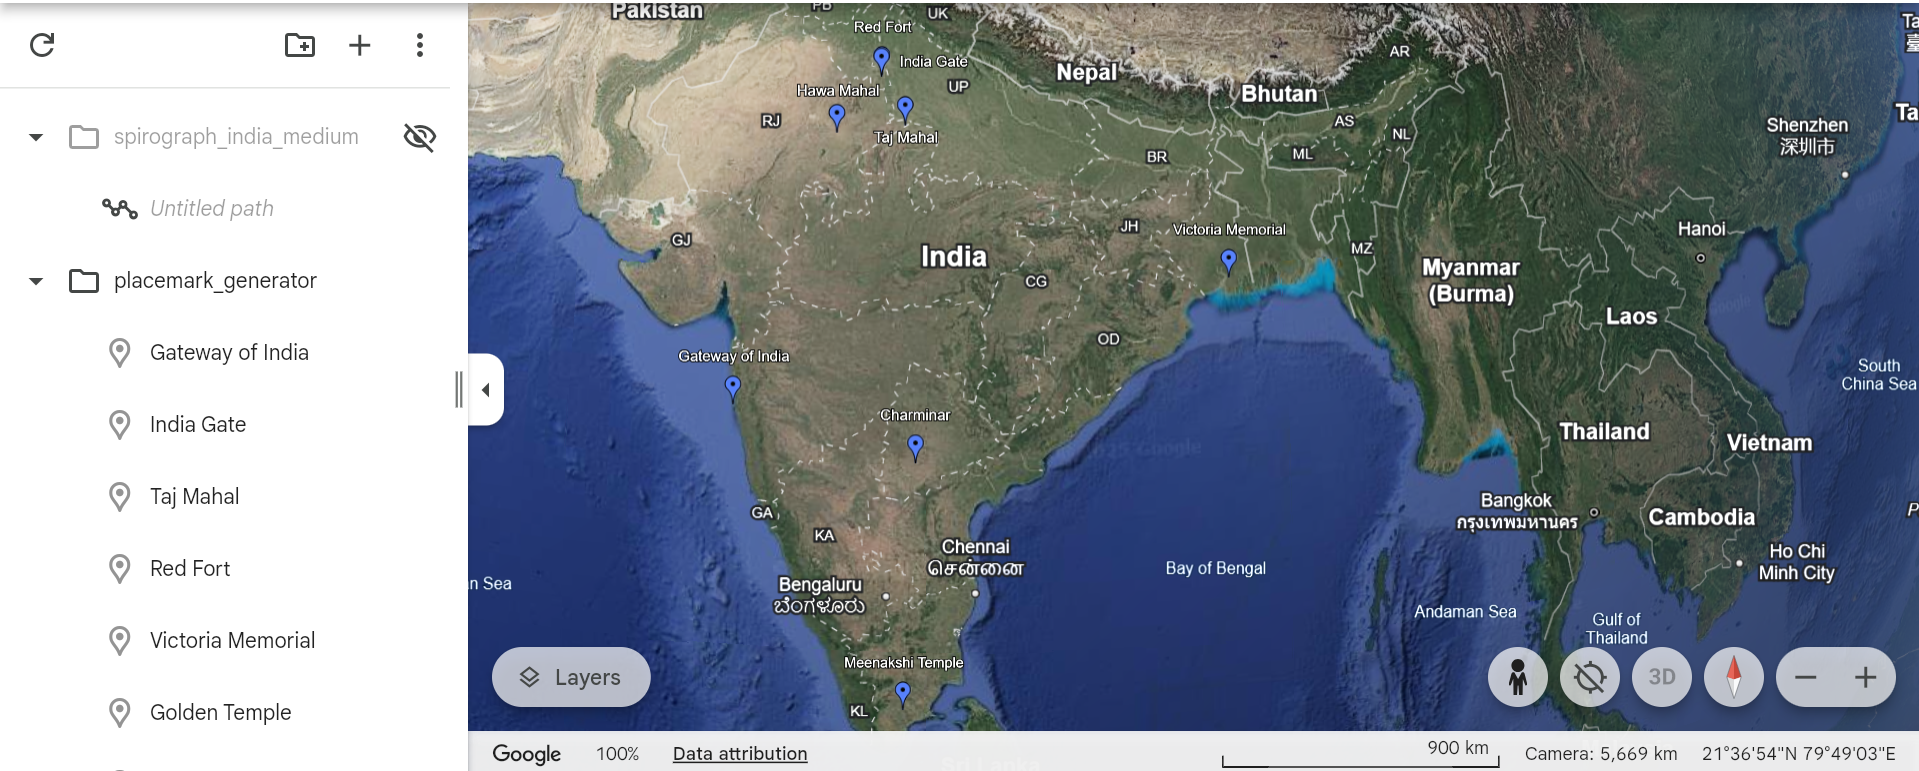 spirograph_india_medium
Untitled path
placemark_generator
Gateway of India
India Gate
Taj Mahal
Red Fort
Victoria Memorial
Golden Temple
Pakistan
PB
UK
Red Fort
India Gate
Nepal
AR
UP
Hawa Mahal
Bhutan
RJ
Taj Mahal
AS
NL
Shenzhen
深圳市
BR
ML
JH
Victoria Memorial
GJ
India
MZ
Hanoi
CG
Myanmar
(Burma)
Laos
OD
Gateway of India
South
China Sea
Charminar
Thailand
Vietnam
GA
KA
Bangkok
กรุงเทพมหานคร
Cambodia
Chennai
சென்னை
Bay of Bengal
Ho Chi
Minh City
Bengaluru
ಬೆಂಗಳೂರು
n Sea
Andaman Sea
Gulf of
Thailand
Meenakshi Temple
KL
Layers
3D
Google
100%
Data attribution
900 km
Camera: 5,669 km
21°36'54"N 79°49'03"E
Sri Lanka